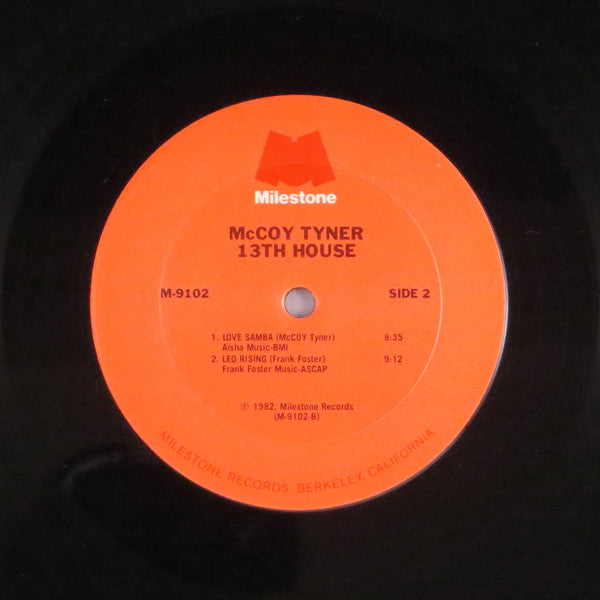 Milestone
McCOY TYNER
13TH HOUSE
M-9102 SIDE 2
1. LOVE SAMBA (McCOY Tyner) 8:35
Aisha Music-BMI
2. LEO RISING (Frank Foster) 9:12
Frank Foster Music-ASCAP
℗ 1982, Milestone Records
(M-9102-B)
MILESTONE RECORDS, BERKELEY, CALIFORNIA